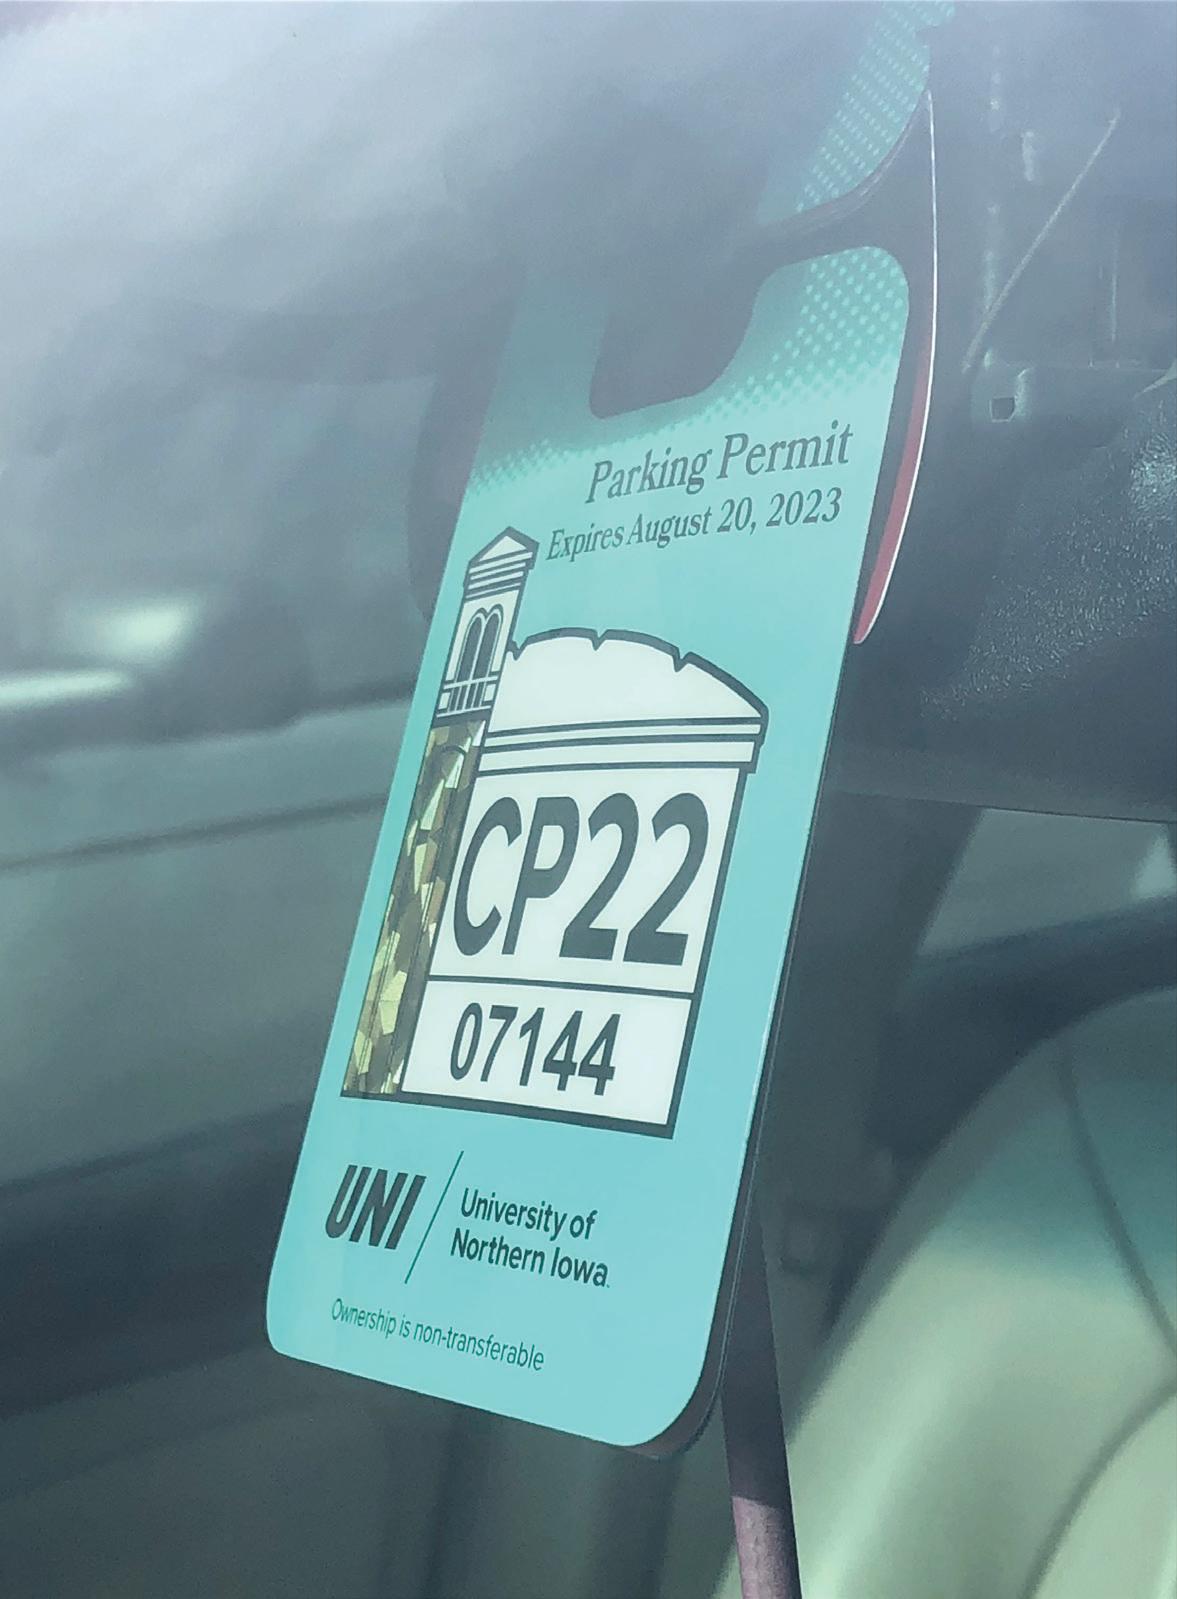 Parking Permit
Expires August 20, 2023
CP22
07144
UNI
University of
Northern Iowa
Ownership is non-transferable